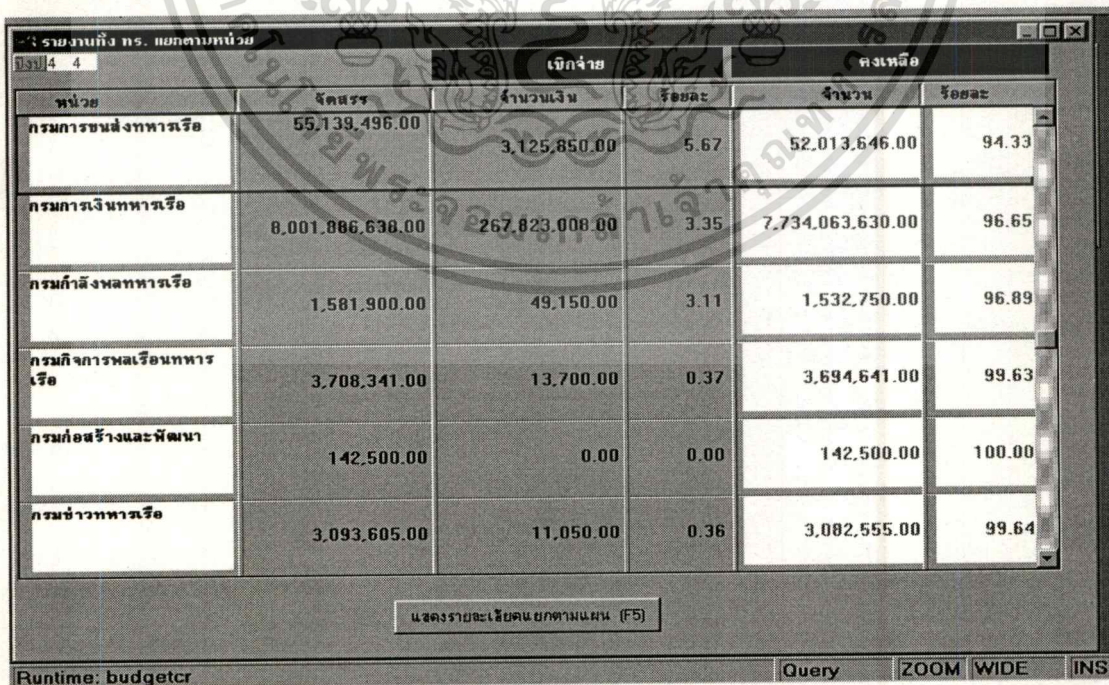 รายงานทั้ง ทร. แยกตามหน่วย
ปีงป 4 4
เบิกจ่าย คงเหลือ
หน่วย จัดสรร จำนวนเงิน ร้อยละ จำนวน ร้อยละ
กรมการขนส่งทหารเรือ 55,139,496.00 3,125,850.00 5.67 52,013,646.00 94.33
กรมการเงินทหารเรือ 8,001,886,638.00 267,823,008.00 3.35 7,734,063,630.00 96.65
กรมกำลังพลทหารเรือ 1,581,900.00 49,150.00 3.11 1,532,750.00 96.89
กรมกิจการพลเรือนทหาร
เรือ 3,708,341.00 13,700.00 0.37 3,694,641.00 99.63
กรมก่อสร้างและพัฒนา 142,500.00 0.00 0.00 142,500.00 100.00
กรมข่าวทหารเรือ 3,093,605.00 11,050.00 0.36 3,082,555.00 99.64
แสดงรายละเอียดแยกตามแผน (F5)
Runtime: budgetcr Query ZOOM WIDE INS